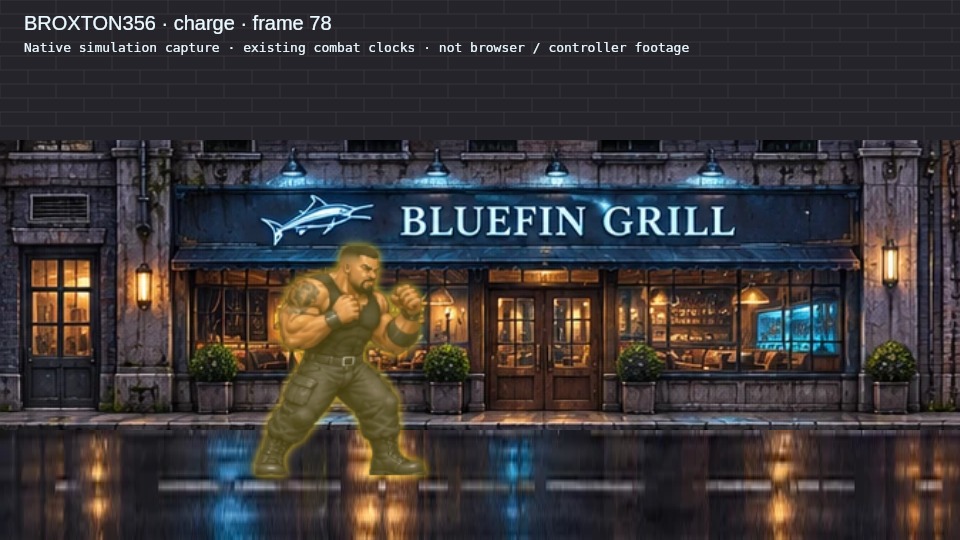 BROXTON356 · charge · frame 78
Native simulation capture · existing combat clocks · not browser / controller footage
BLUEFIN GRILL